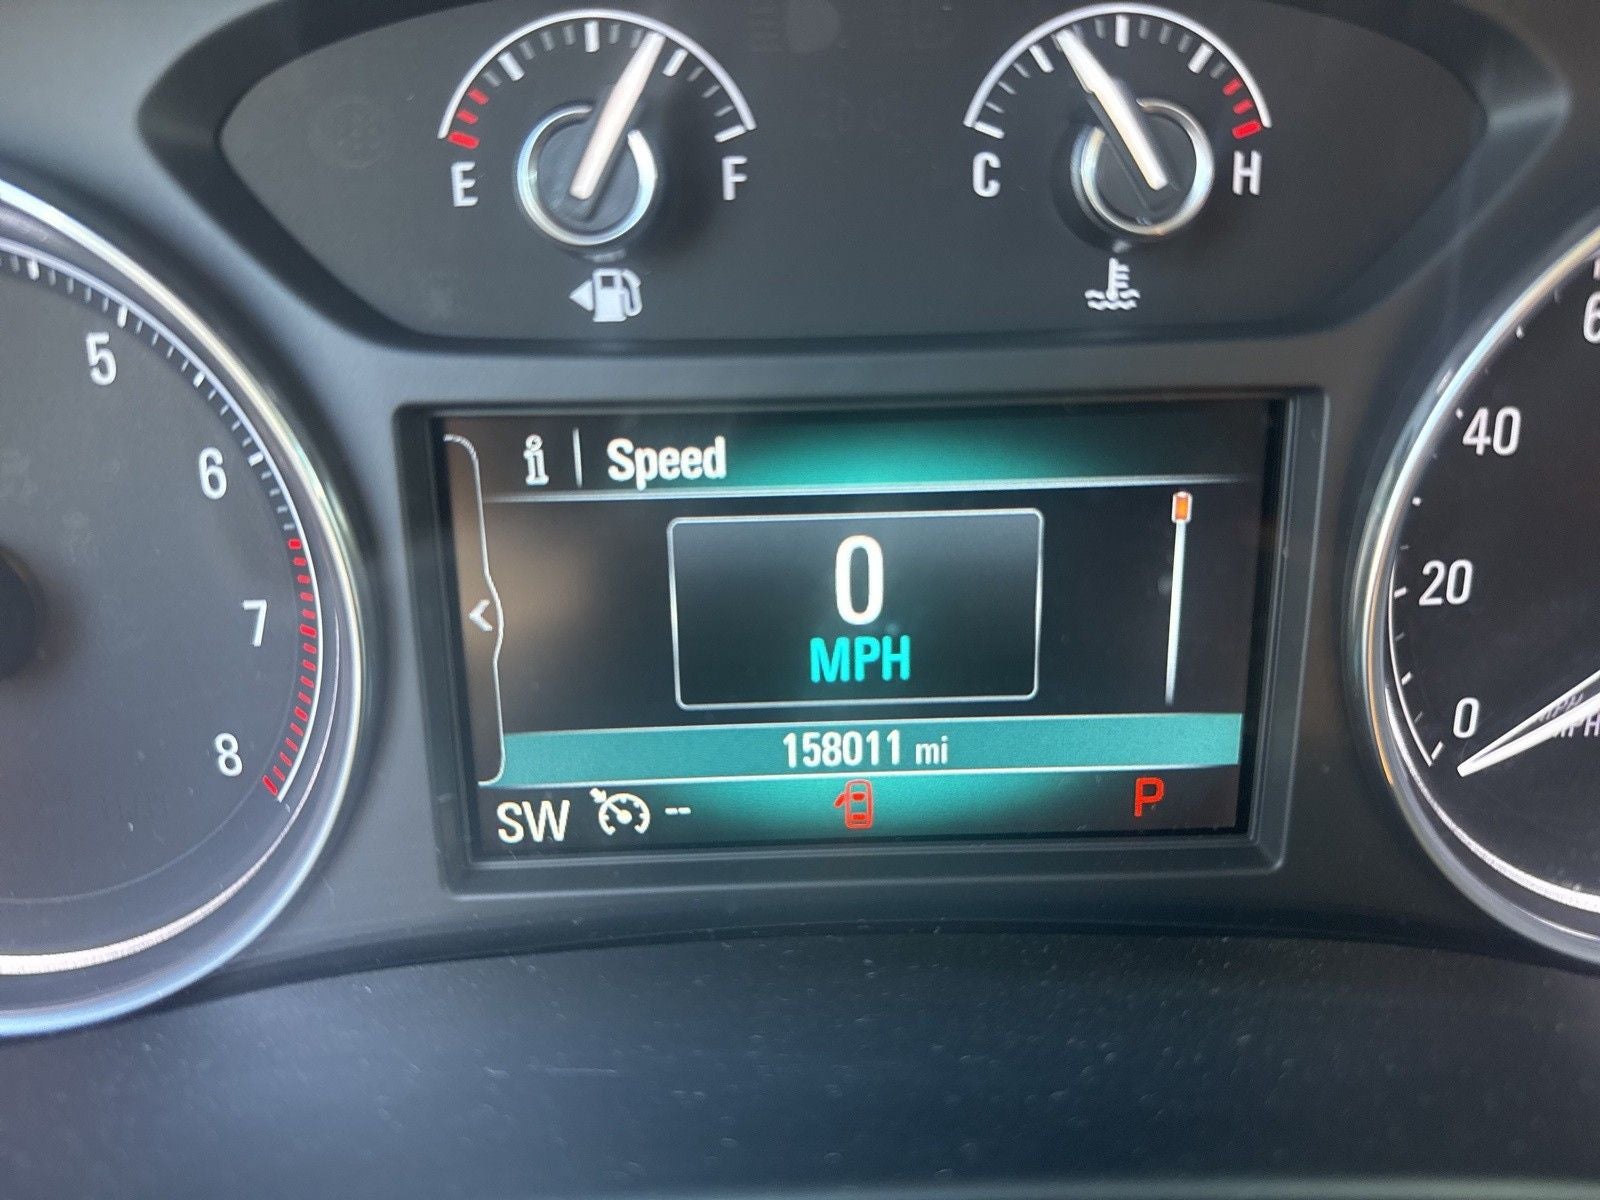 E F
C H
5
6
7
8
i Speed
0
MPH
158011 mi
SW -- P
40
20
0